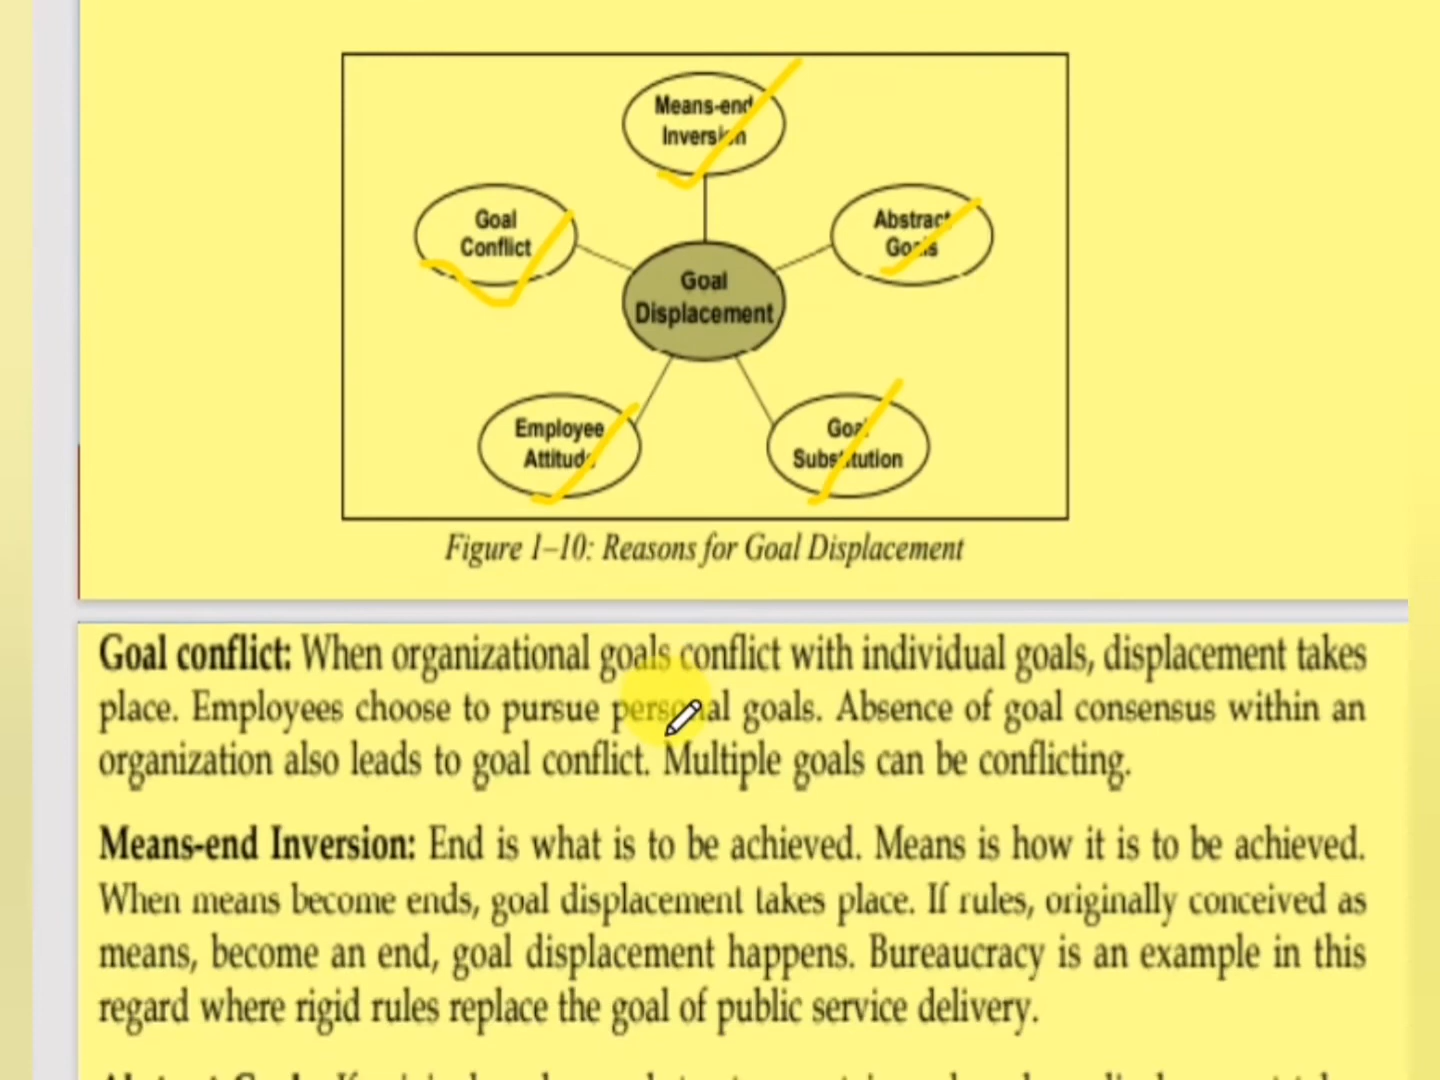 Means-end
Inversion
Goal
Conflict
Abstract
Goals
Goal
Displacement
Employee
Attitude
Goal
Substitution
Figure 1–10: Reasons for Goal Displacement
Goal conflict: When organizational goals conflict with individual goals, displacement takes
place. Employees choose to pursue personal goals. Absence of goal consensus within an
organization also leads to goal conflict. Multiple goals can be conflicting.
Means-end Inversion: End is what is to be achieved. Means is how it is to be achieved.
When means become ends, goal displacement takes place. If rules, originally conceived as
means, become an end, goal displacement happens. Bureaucracy is an example in this
regard where rigid rules replace the goal of public service delivery.